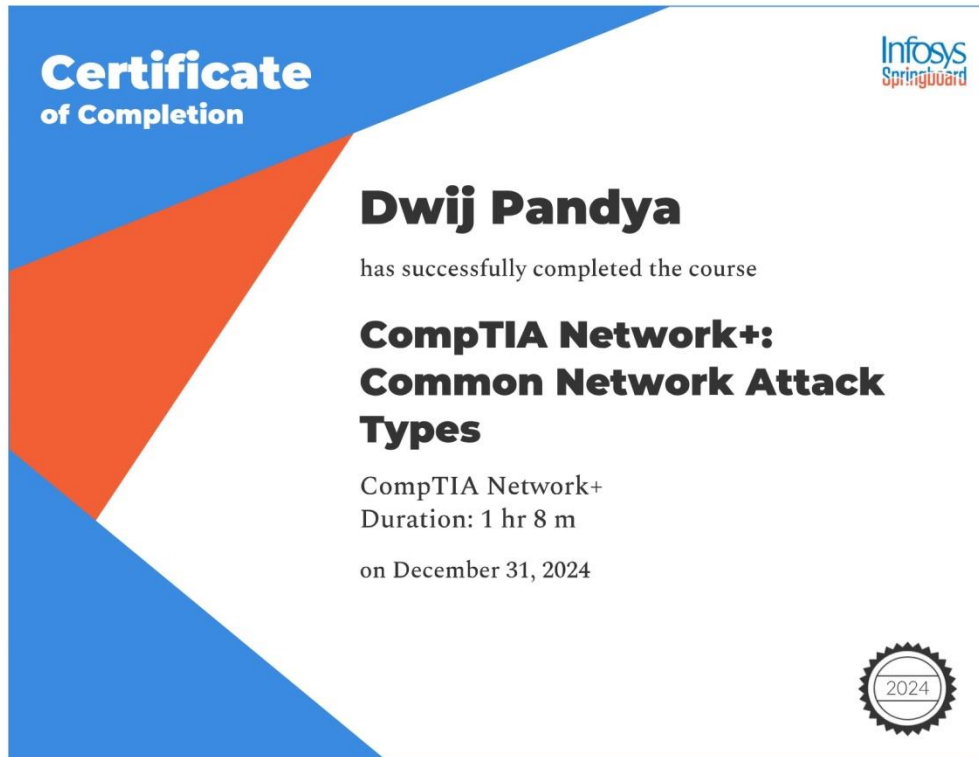 Certificate
of Completion
Infosys
Springboard
Dwij Pandya
has successfully completed the course
CompTIA Network+:
Common Network Attack
Types
CompTIA Network+
Duration: 1 hr 8 m
on December 31, 2024
2024